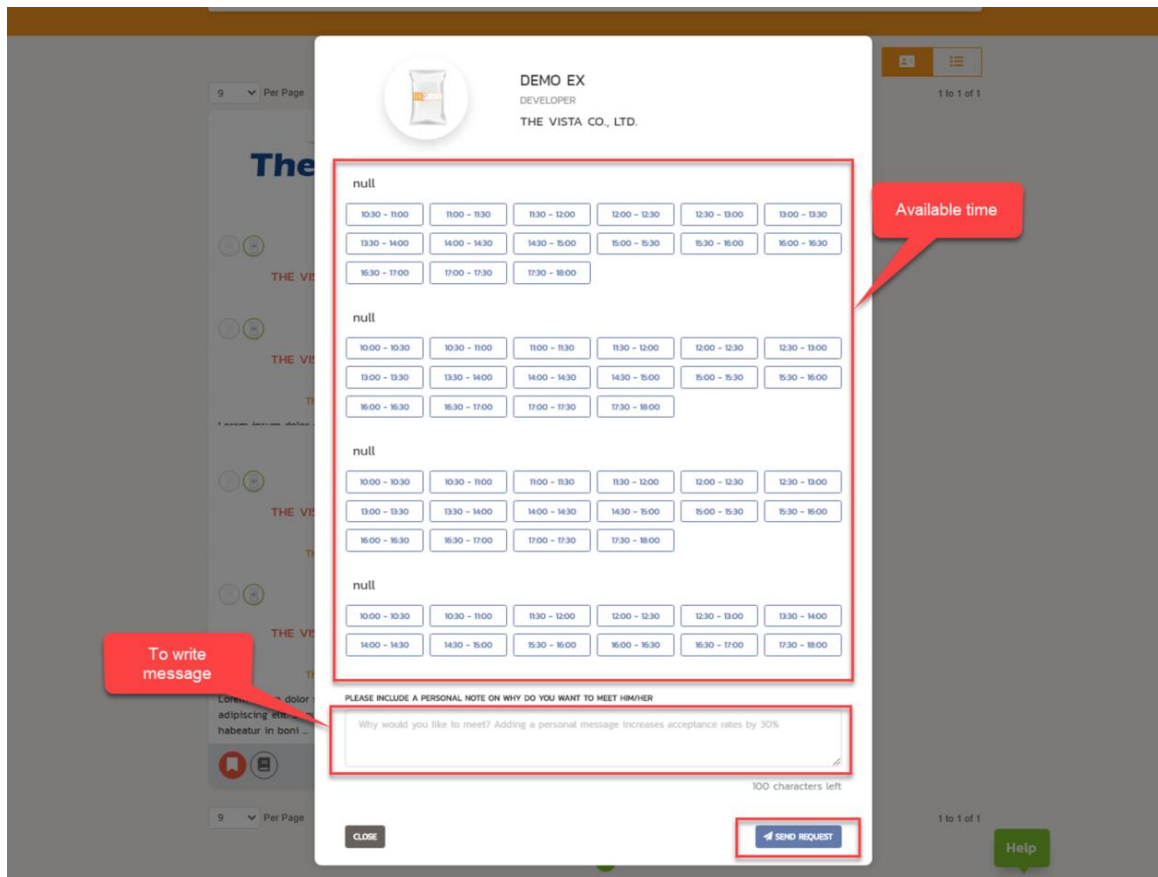 9 Per Page
1 to 1 of 1
DEMO EX
DEVELOPER
THE VISTA CO., LTD.
The
null
10:30 - 11:00 11:00 - 11:30 11:30 - 12:00 12:00 - 12:30 12:30 - 13:00 13:00 - 13:30
13:30 - 14:00 14:00 - 14:30 14:30 - 15:00 15:00 - 15:30 15:30 - 16:00 16:00 - 16:30
16:30 - 17:00 17:00 - 17:30 17:30 - 18:00
Available time
THE VIS
null
10:00 - 10:30 10:30 - 11:00 11:00 - 11:30 11:30 - 12:00 12:00 - 12:30 12:30 - 13:00
13:00 - 13:30 13:30 - 14:00 14:00 - 14:30 14:30 - 15:00 15:00 - 15:30 15:30 - 16:00
16:00 - 16:30 16:30 - 17:00 17:00 - 17:30 17:30 - 18:00
THE VIS
TH
null
10:00 - 10:30 10:30 - 11:00 11:00 - 11:30 11:30 - 12:00 12:00 - 12:30 12:30 - 13:00
13:00 - 13:30 13:30 - 14:00 14:00 - 14:30 14:30 - 15:00 15:00 - 15:30 15:30 - 16:00
16:00 - 16:30 16:30 - 17:00 17:00 - 17:30 17:30 - 18:00
THE VIS
TH
null
10:00 - 10:30 10:30 - 11:00 11:30 - 12:00 12:00 - 12:30 12:30 - 13:00 13:30 - 14:00
14:00 - 14:30 14:30 - 15:00 15:30 - 16:00 16:00 - 16:30 16:30 - 17:00 17:30 - 18:00
THE VIS
TH
To write
message
dolor
adipiscing
habeatur in boni ...
PLEASE INCLUDE A PERSONAL NOTE ON WHY DO YOU WANT TO MEET HIM/HER
Why would you like to meet? Adding a personal message increases acceptance rates by 30%
100 characters left
9 Per Page
1 to 1 of 1
CLOSE
SEND REQUEST
Help